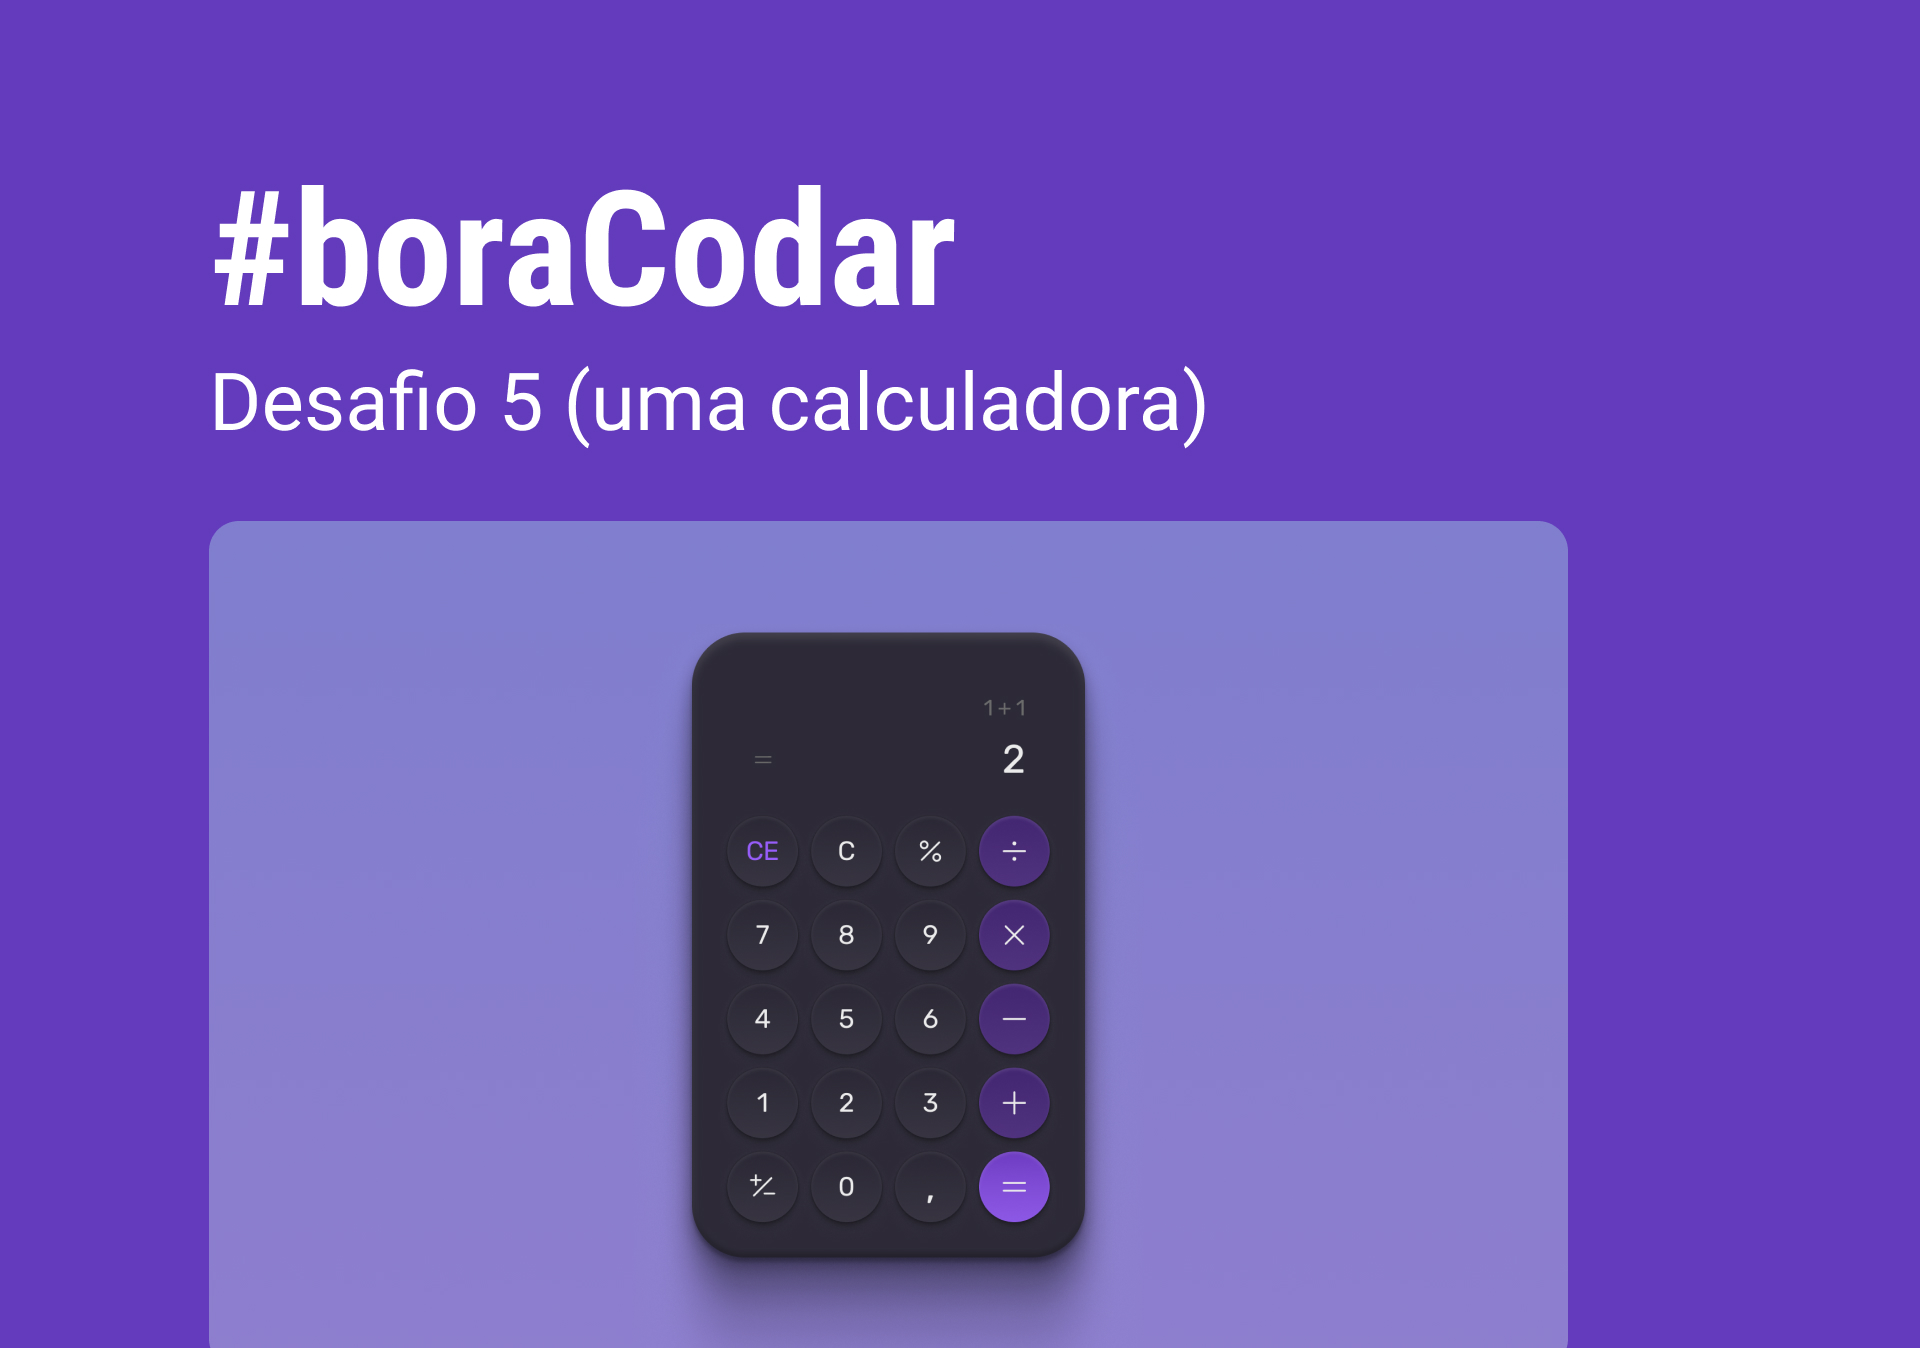 #boraCodar
Desafio 5 (uma calculadora)
1+1
= 2
CE C % ÷
7 8 9 ×
4 5 6 −
1 2 3 +
+/− 0 , =